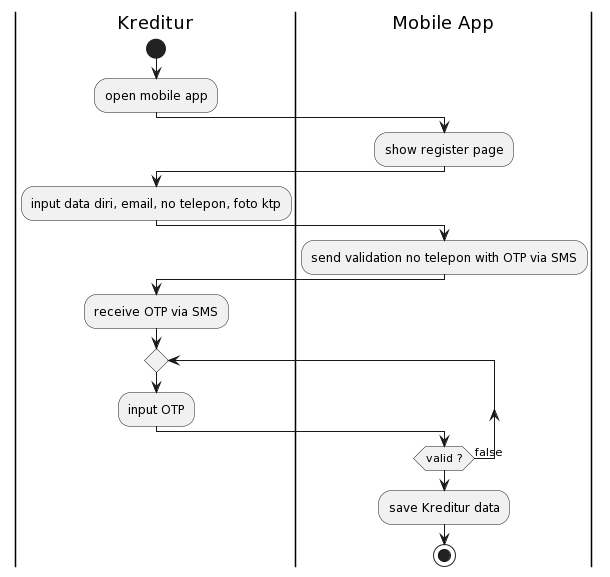 Kreditur
Mobile App
open mobile app
show register page
input data diri, email, no telepon, foto ktp
send validation no telepon with OTP via SMS
receive OTP via SMS
input OTP
valid ?
false
save Kreditur data